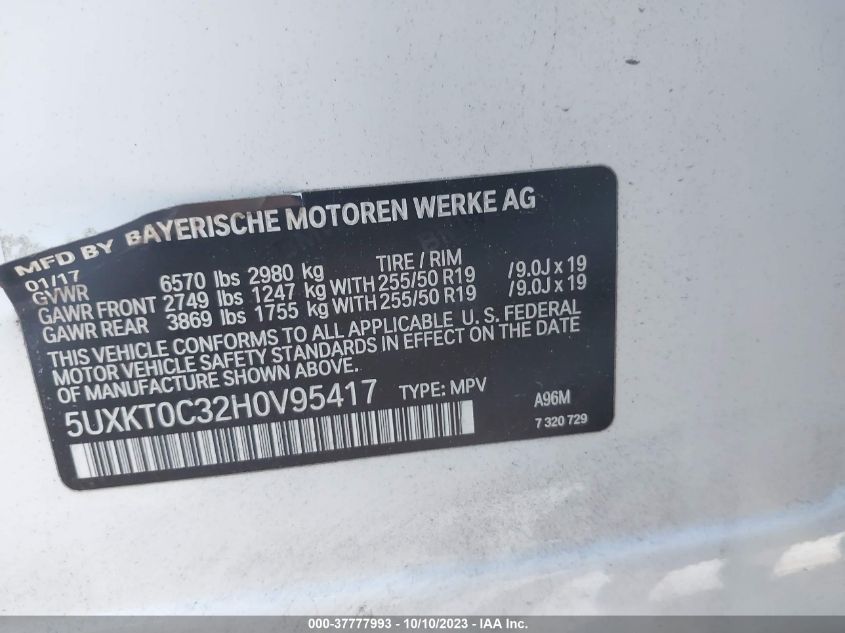 MFD BY BAYERISCHE MOTOREN WERKE AG
01/17
GVWR 6570 lbs 2980 kg TIRE / RIM
GAWR FRONT 2749 lbs 1247 kg WITH 255/50 R19 /9.0J x 19
GAWR REAR 3869 lbs 1755 kg WITH 255/50 R19 /9.0J x 19
THIS VEHICLE CONFORMS TO ALL APPLICABLE U. S. FEDERAL
MOTOR VEHICLE SAFETY STANDARDS IN EFFECT ON THE DATE
OF MANUFACTURE SHOWN ABOVE.
5UXKT0C32H0V95417 TYPE: MPV A96M
7 320 729
000-37777993 - 10/10/2023 - IAA Inc.